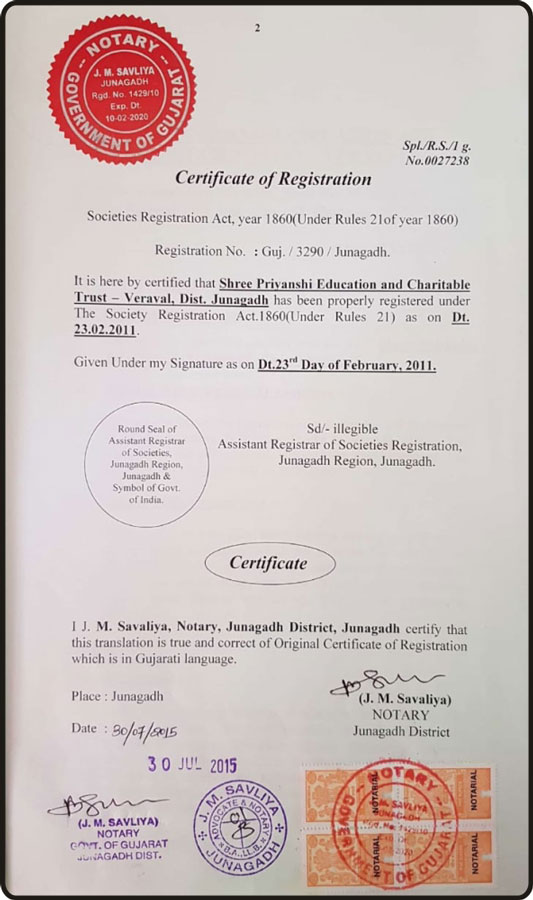 2
NOTARY
J. M. SAVLIYA
JUNAGADH
Rgd. No. 1429/10
Exp. Dt.
10-02-2020
GOVERNMENT OF GUJARAT
Spl./R.S./1 g.
No.0027238
Certificate of Registration
Societies Registration Act, year 1860(Under Rules 21of year 1860)
Registration No. : Guj. / 3290 / Junagadh.
It is here by certified that Shree Priyanshi Education and Charitable
Trust – Veraval, Dist. Junagadh has been properly registered under
The Society Registration Act.1860(Under Rules 21) as on Dt.
23.02.2011.
Given Under my Signature as on Dt.23rd Day of February, 2011.
Round Seal of
Assistant Registrar
of Societies,
Junagadh Region,
Junagadh &
Symbol of Govt.
of India.
Sd/- illegible
Assistant Registrar of Societies Registration,
Junagadh Region, Junagadh.
Certificate
I J. M. Savaliya, Notary, Junagadh District, Junagadh certify that
this translation is true and correct of Original Certificate of Registration
which is in Gujarati language.
Place : Junagadh
(J. M. Savaliya)
NOTARY
Junagadh District
Date : 30/07/2015
30 JUL 2015
(J. M. SAVLIYA)
NOTARY
GOVT. OF GUJARAT
JUNAGADH DIST.
J. M. SAVLIYA
ADVOCATE & NOTARY
B.A., LL.B.
JUNAGADH
NOTARIAL
NOTARIAL
NOTARIAL
NOTARIAL
NOTARY
M. SAVLIYA
GOVERNMENT OF GUJARAT